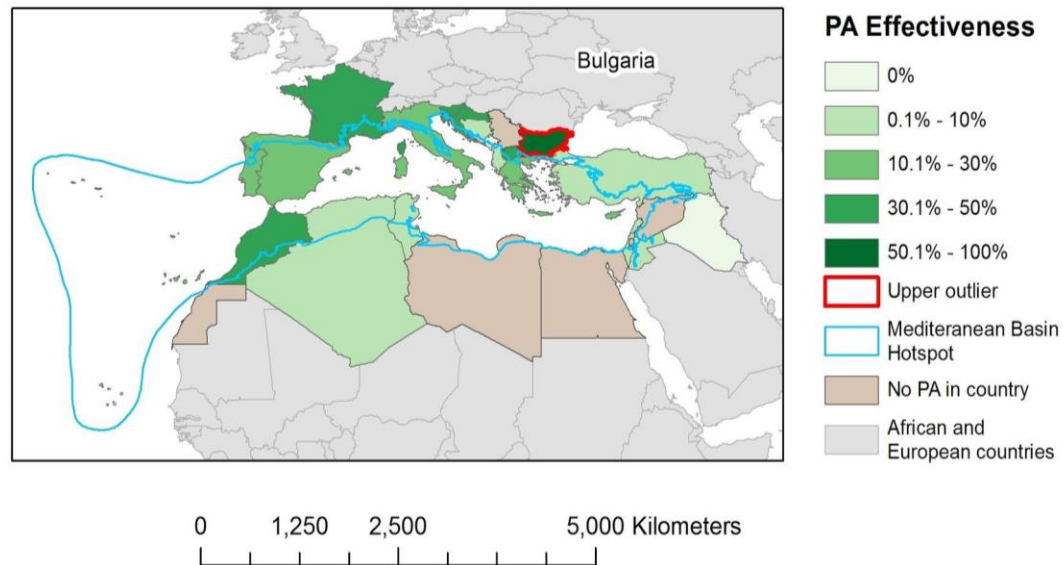 Bulgaria
PA Effectiveness
0%
0.1% - 10%
10.1% - 30%
30.1% - 50%
50.1% - 100%
Upper outlier
Mediteranean Basin
Hotspot
No PA in country
African and
European countries
0 1,250 2,500 5,000 Kilometers